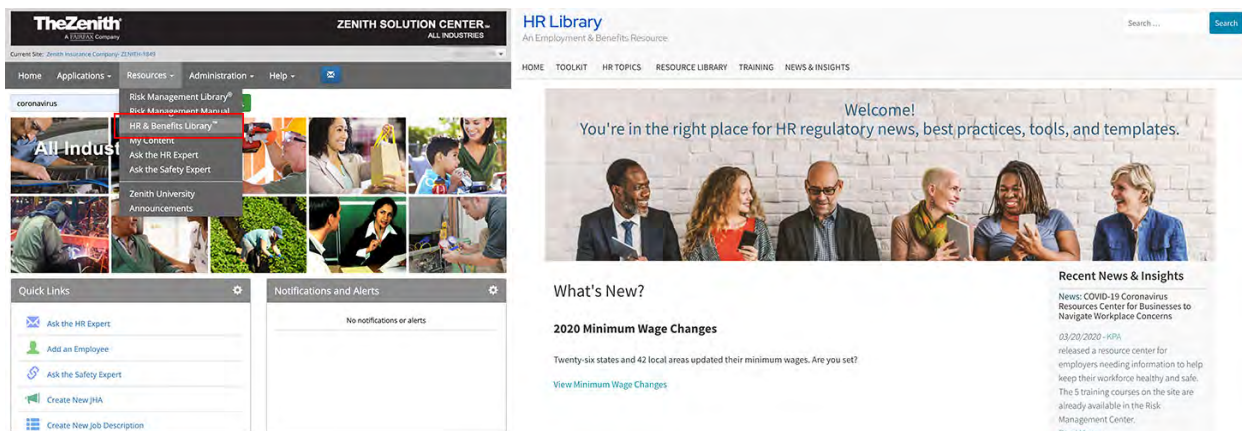 TheZenith®
A FAIRFAX Company
ZENITH SOLUTION CENTER
ALL INDUSTRIES
Current Site: Zenith Insurance Company- ZENITH-1849
Home Applications Resources Administration Help
coronavirus
Risk Management Library®
Risk Management Manual
HR & Benefits Library™
My Content
Ask the HR Expert
Ask the Safety Expert
Zenith University
Announcements
All Indust
Quick Links
Ask the HR Expert
Add an Employee
Ask the Safety Expert
Create New JHA
Create New Job Description
Notifications and Alerts
No notifications or alerts
HR Library
An Employment & Benefits Resource
Search ...
Search
HOME TOOLKIT HR TOPICS RESOURCE LIBRARY TRAINING NEWS & INSIGHTS
Welcome!
You're in the right place for HR regulatory news, best practices, tools, and templates.
What's New?
2020 Minimum Wage Changes
Twenty-six states and 42 local areas updated their minimum wages. Are you set?
View Minimum Wage Changes
Recent News & Insights
News: COVID-19 Coronavirus
Resources Center for Businesses to
Navigate Workplace Concerns
03/20/2020 - KPA
released a resource center for
employers needing information to help
keep their workforce healthy and safe.
The 5 training courses on the site are
already available in the Risk
Management Center.